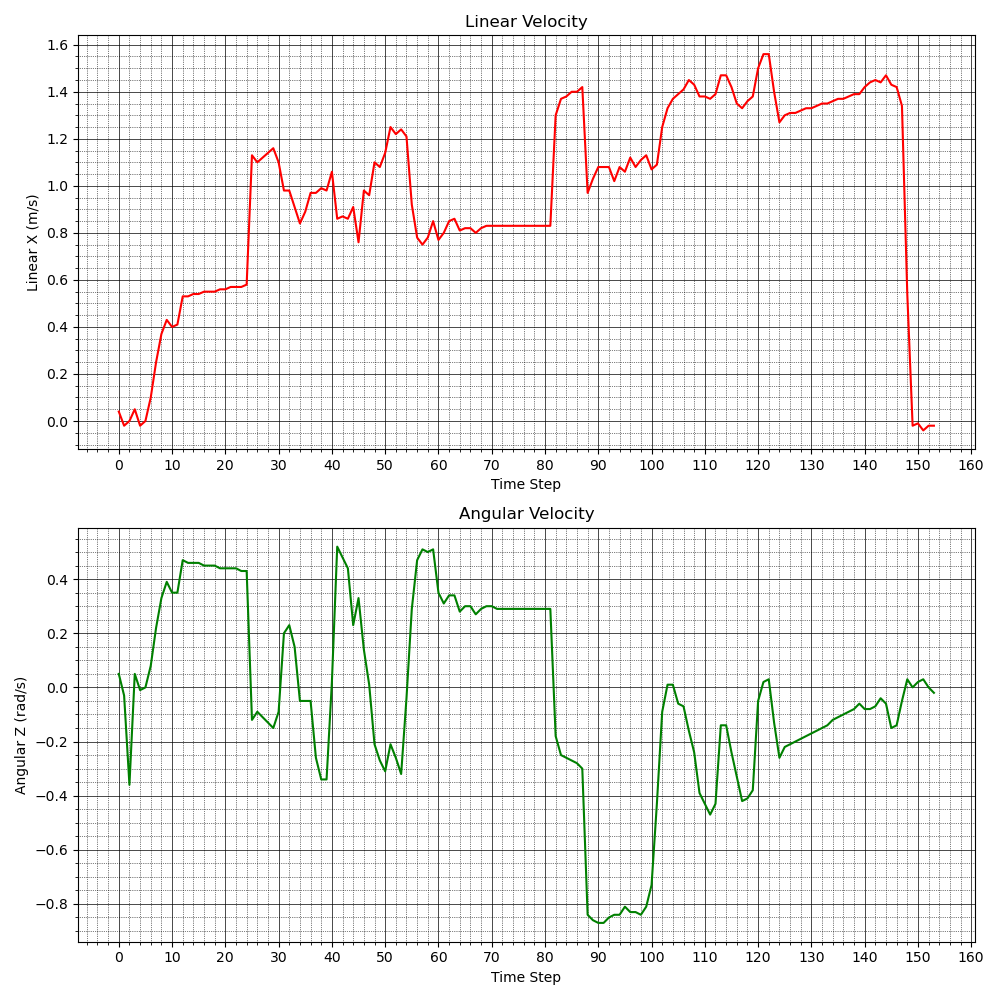 Linear Velocity
Linear X (m/s)
1.6
1.4
1.2
1.0
0.8
0.6
0.4
0.2
0.0
0 10 20 30 40 50 60 70 80 90 100 110 120 130 140 150 160
Time Step
Angular Velocity
Angular Z (rad/s)
0.4
0.2
0.0
−0.2
−0.4
−0.6
−0.8
0 10 20 30 40 50 60 70 80 90 100 110 120 130 140 150 160
Time Step